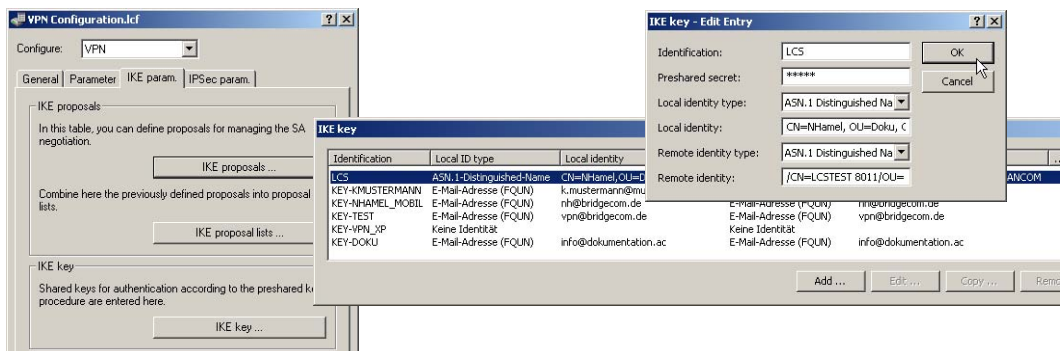 VPN Configuration.lcf
Configure: VPN
General Parameter IKE param. IPSec param.
IKE proposals
In this table, you can define proposals for managing the SA
negotiation.
IKE proposals ...
Combine here the previously defined proposals into proposal
lists.
IKE proposal lists ...
IKE key
Shared keys for authentication according to the preshared
procedure are entered here.
IKE key ...
IKE key
Identification Local ID type Local identity
LCS ASN.1-Distinguished-Name CN=NHamel,OU=D ANCOM
KEY-KMUSTERMANN E-Mail-Adresse (FQUN) k.mustermann@mu
KEY-NHAMEL_MOBIL E-Mail-Adresse (FQUN) nh@bridgecom.de E-Mail-Adresse (FQUN) nh@bridgecom.de
KEY-TEST E-Mail-Adresse (FQUN) vpn@bridgecom.de E-Mail-Adresse (FQUN) vpn@bridgecom.de
KEY-VPN_XP Keine Identität Keine Identität
KEY-DOKU E-Mail-Adresse (FQUN) info@dokumentation.ac E-Mail-Adresse (FQUN) info@dokumentation.ac
Add ... Edit ... Copy ... Remo
IKE key - Edit Entry
Identification: LCS
OK
Preshared secret: *****
Cancel
Local identity type: ASN.1 Distinguished Na
Local identity: CN=NHamel, OU=Doku, C
Remote identity type: ASN.1 Distinguished Na
Remote identity: /CN=LCSTEST 8011/OU=